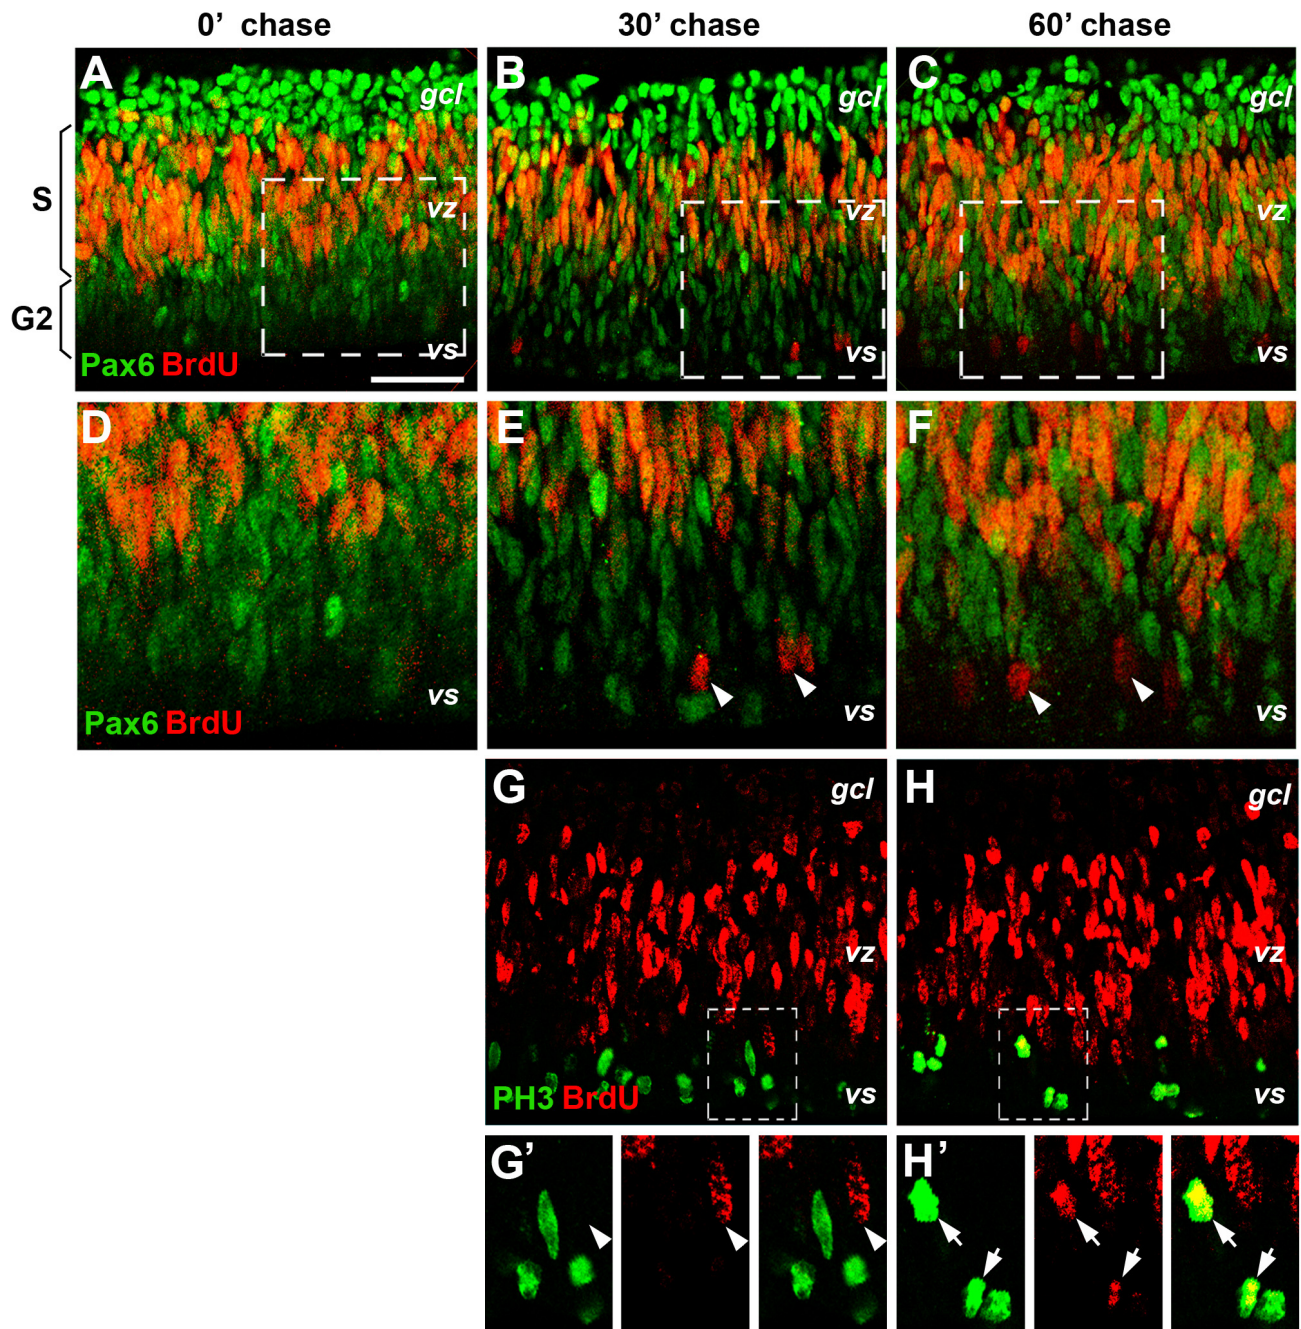 0’ chase 30’ chase 60’ chase
A gcl B gcl C gcl
S vz vz vz
G2 vs vs vs
Pax6 BrdU
D E F
vs vs vs
Pax6 BrdU
G gcl H gcl
vz vz
PH3 BrdU vs vs
G’ H’